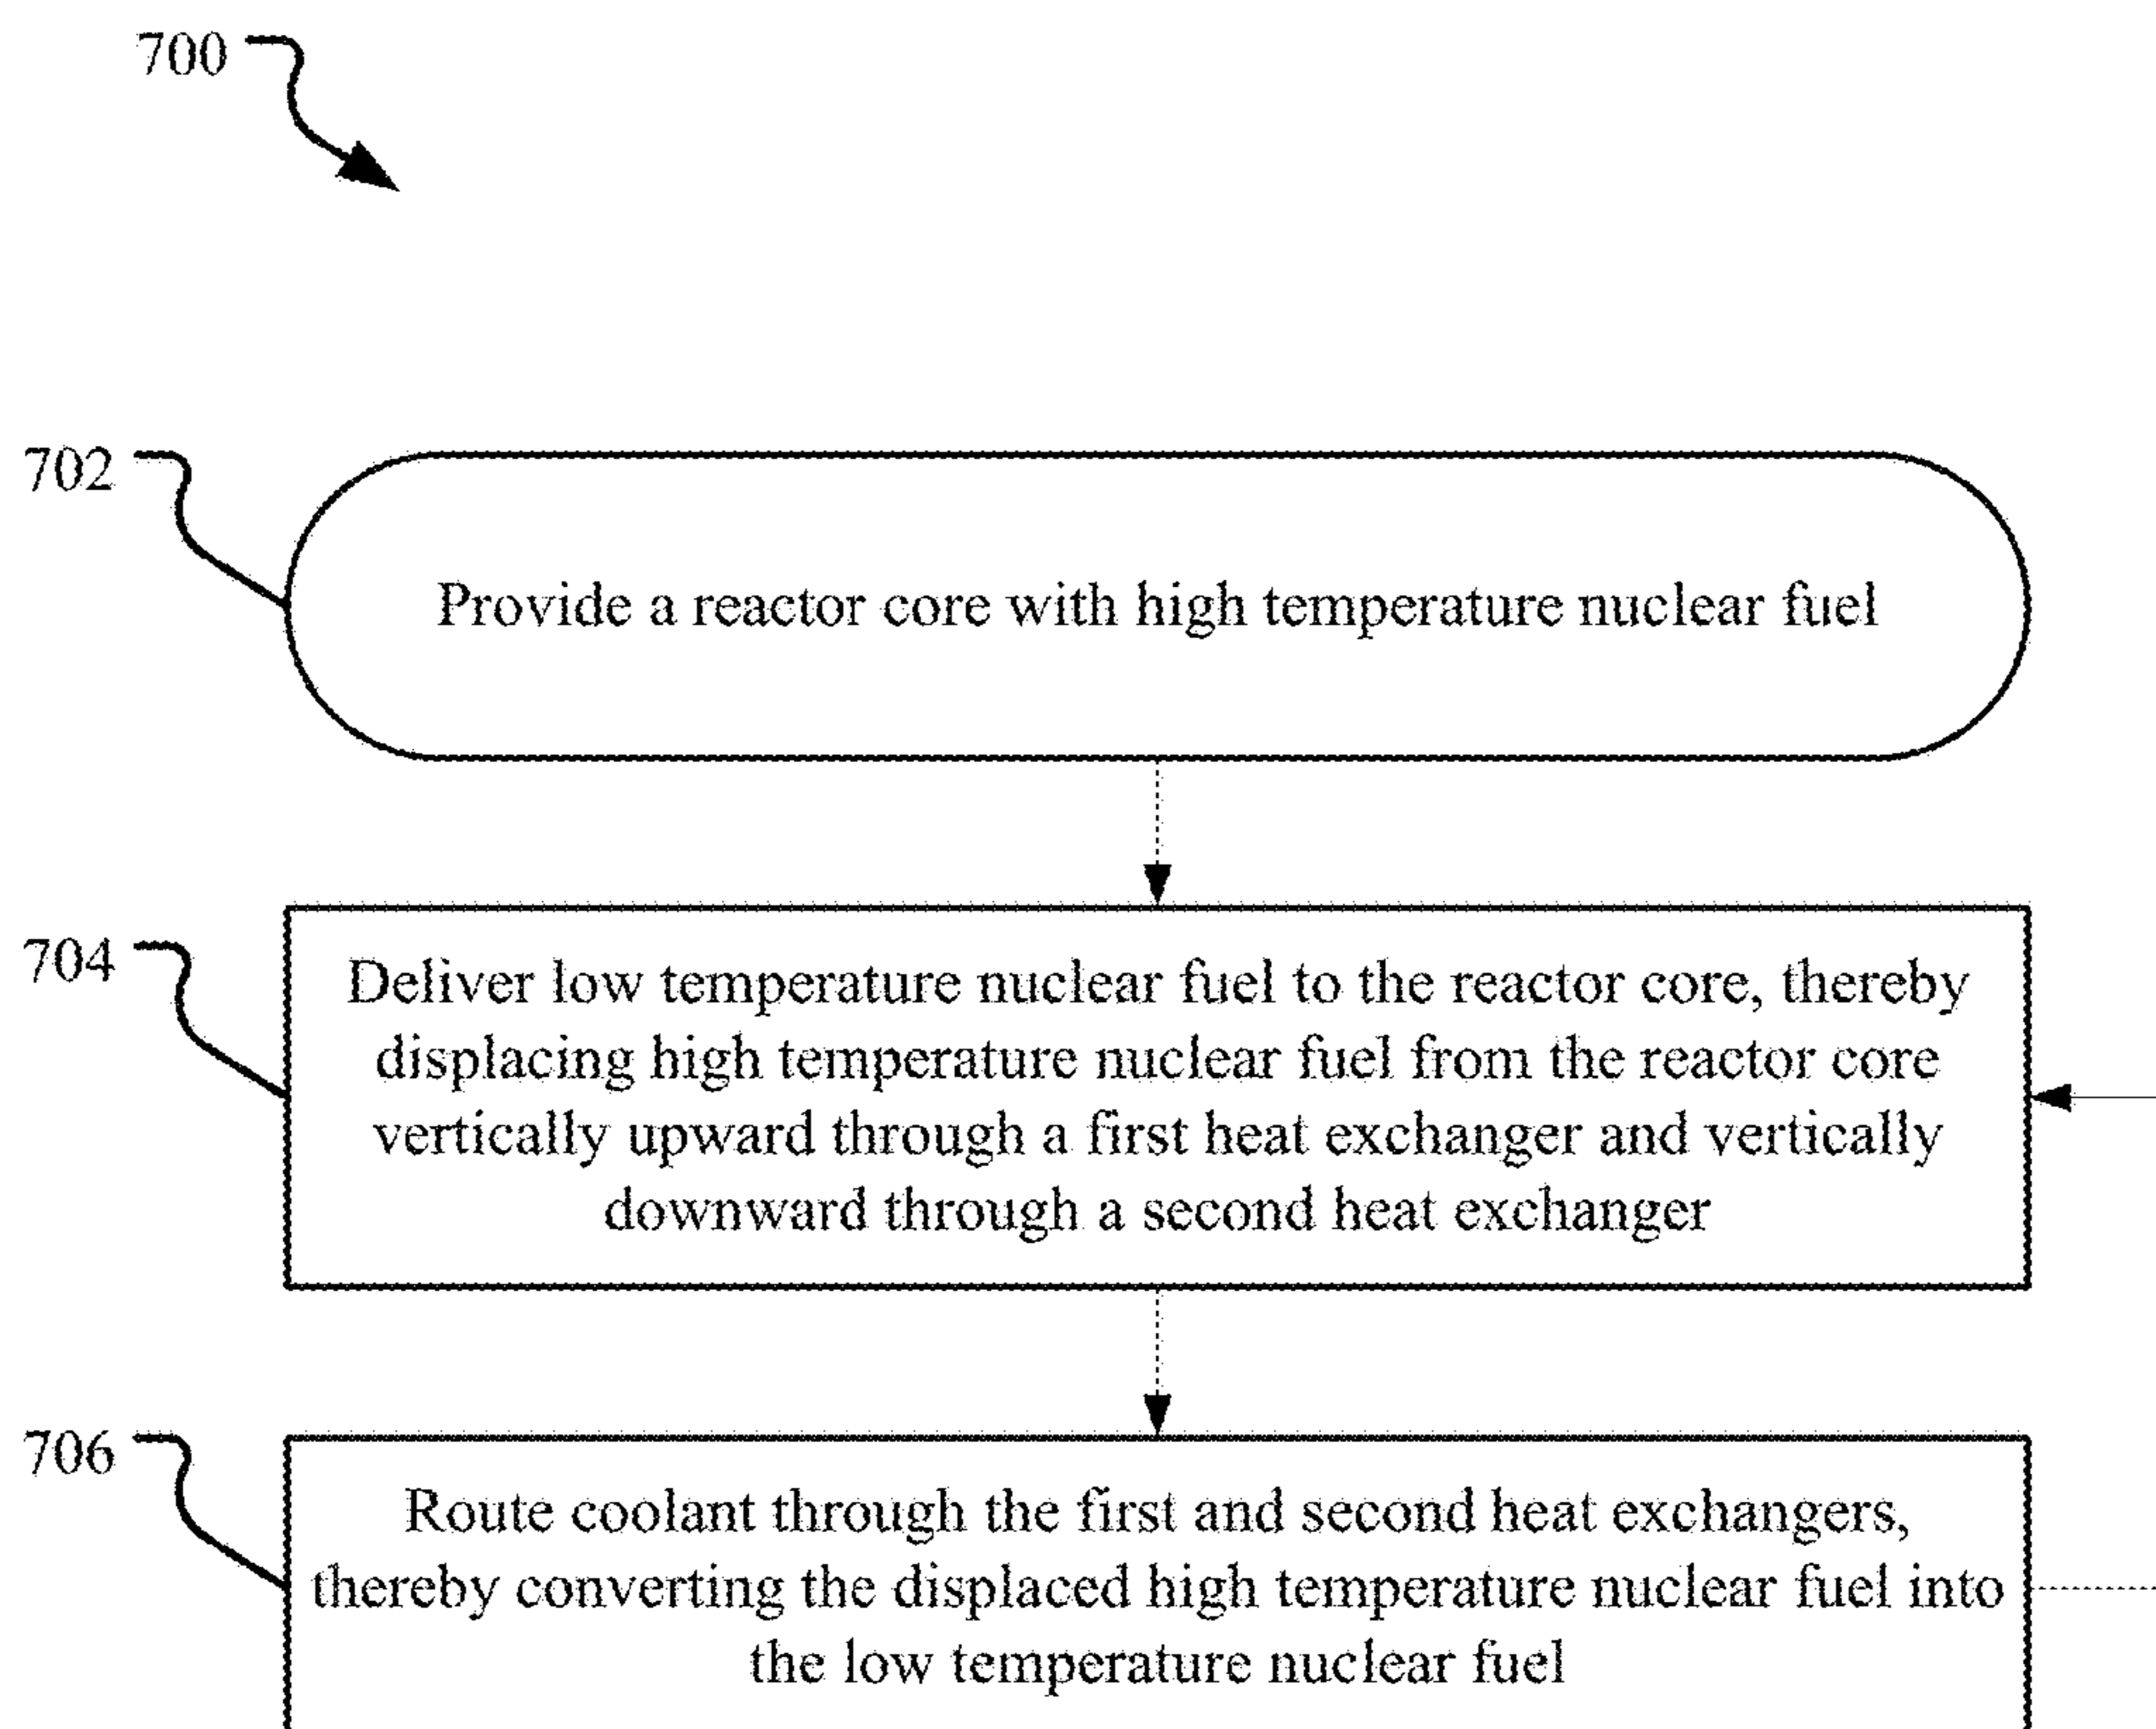 700
702
Provide a reactor core with high temperature nuclear fuel
704
Deliver low temperature nuclear fuel to the reactor core, thereby
displacing high temperature nuclear fuel from the reactor core
vertically upward through a first heat exchanger and vertically
downward through a second heat exchanger
706
Route coolant through the first and second heat exchangers,
thereby converting the displaced high temperature nuclear fuel into
the low temperature nuclear fuel